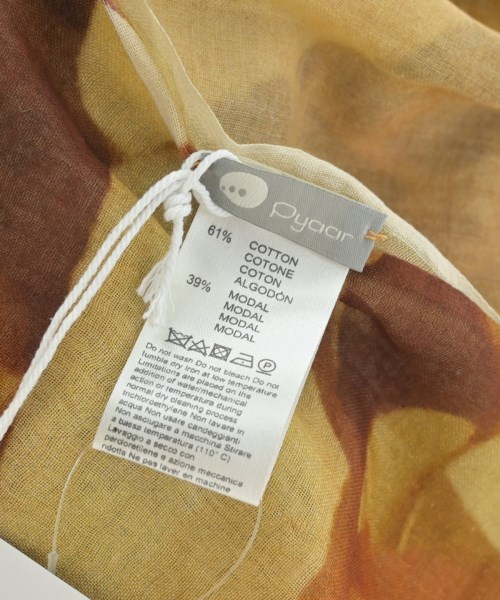 Pyaar
61% COTTON
COTONE
COTON
ALGODÓN
39% MODAL
MODAL
MODAL
MODAL
P
Do not wash Do not bleach Do not
tumble dry Iron at low temperature
Limitations are placed on the
addition of water/mechanical
action or temperature during
normal dry cleaning process
trichloroethylene Non lavare in
acqua Non usare candeggianti
Non asciugare a macchina Stirare
a bassa temperatura (110°C)
Lavaggio a secco con
percloroetilene e azione meccanica
ridotta Ne pas laver en machine